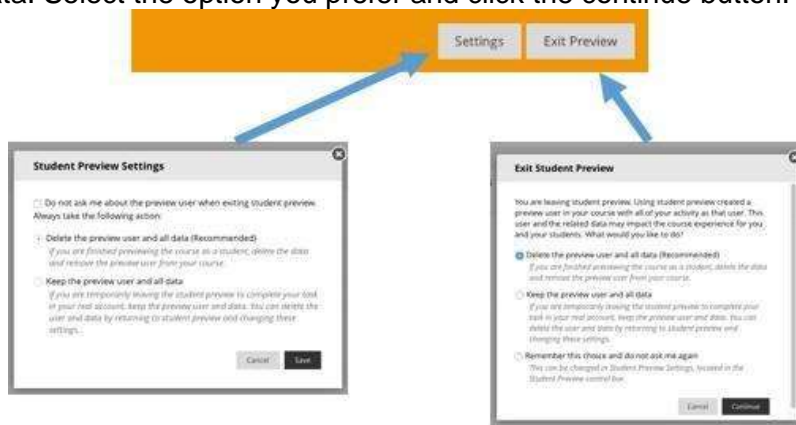 ata. Select the option you prefer and click the continue button.
Settings Exit Preview
Student Preview Settings
Do not ask me about the preview user when exiting student preview.
Always take the following action:
Delete the preview user and all data (Recommended)
If you are finished previewing the course as a student, delete the data
and remove the preview user from your course.
Keep the preview user and all data
If you are temporarily leaving the student preview to complete your task
in your real account, keep the preview user and data. You can delete the
user and data by returning to student preview and changing these
settings.
Cancel Save
Exit Student Preview
You are leaving student preview. Using student preview created a
preview user in your course with all of your activity as that user. This
user and the related data may impact the course experience for you
and your students. What would you like to do?
Delete the preview user and all data (Recommended)
If you are finished previewing the course as a student, delete the data
and remove the preview user from your course.
Keep the preview user and all data
If you are temporarily leaving the student preview to complete your
task in your real account, keep the preview user and data. You can
delete the user and data by returning to student preview and
changing these settings.
Remember this choice and do not ask me again
This can be changed in Student Preview Settings, located in the
Student Preview control bar.
Cancel Continue